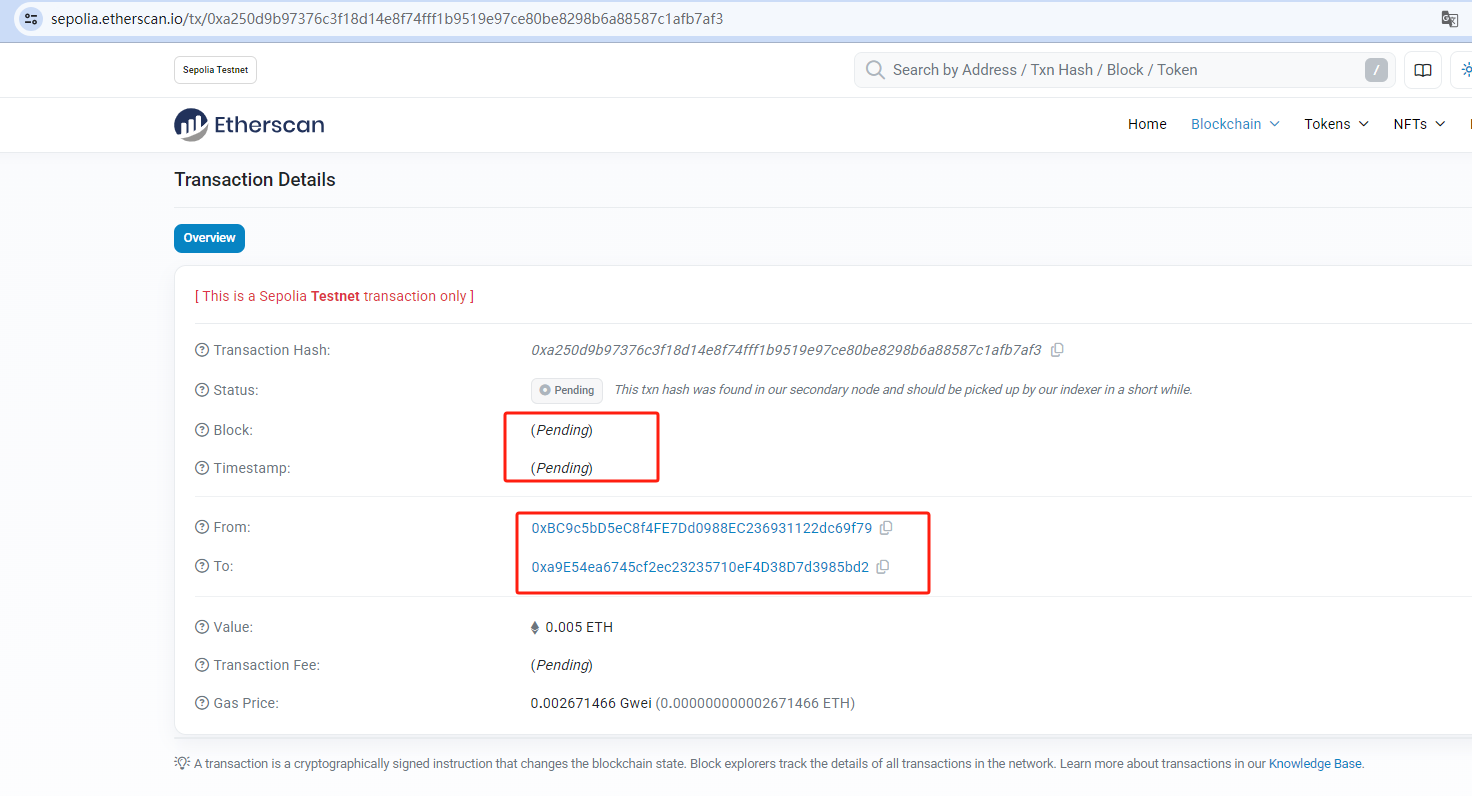 sepolia.etherscan.io/tx/0xa250d9b97376c3f18d14e8f74fff1b9519e97ce80be8298b6a88587c1afb7af3
Sepolia Testnet
Search by Address / Txn Hash / Block / Token
/
Etherscan
Home Blockchain Tokens NFTs
Transaction Details
Overview
[ This is a Sepolia Testnet transaction only ]
Transaction Hash: 0xa250d9b97376c3f18d14e8f74fff1b9519e97ce80be8298b6a88587c1afb7af3
Status: Pending This txn hash was found in our secondary node and should be picked up by our indexer in a short while.
Block: (Pending)
Timestamp: (Pending)
From: 0xBC9c5bD5eC8f4FE7Dd0988EC236931122dc69f79
To: 0xa9E54ea6745cf2ec23235710eF4D38D7d3985bd2
Value: 0.005 ETH
Transaction Fee: (Pending)
Gas Price: 0.002671466 Gwei (0.000000000002671466 ETH)
A transaction is a cryptographically signed instruction that changes the blockchain state. Block explorers track the details of all transactions in the network. Learn more about transactions in our Knowledge Base.